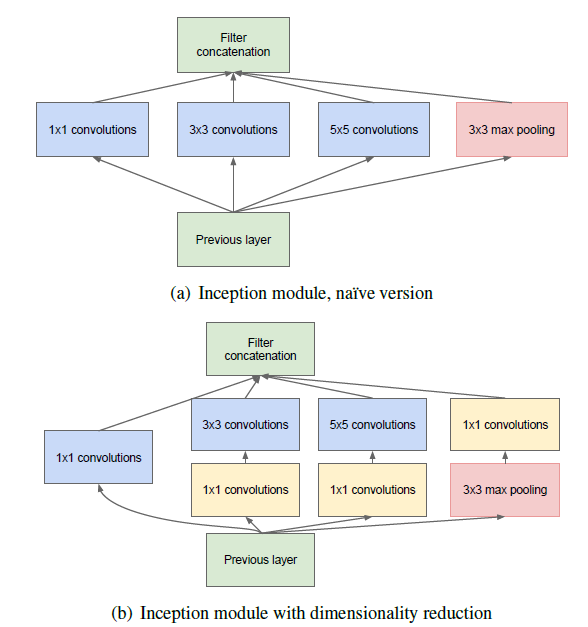 Filter
concatenation
1x1 convolutions
3x3 convolutions
5x5 convolutions
3x3 max pooling
Previous layer
(a) Inception module, naïve version
Filter
concatenation
3x3 convolutions
5x5 convolutions
1x1 convolutions
1x1 convolutions
1x1 convolutions
1x1 convolutions
3x3 max pooling
Previous layer
(b) Inception module with dimensionality reduction